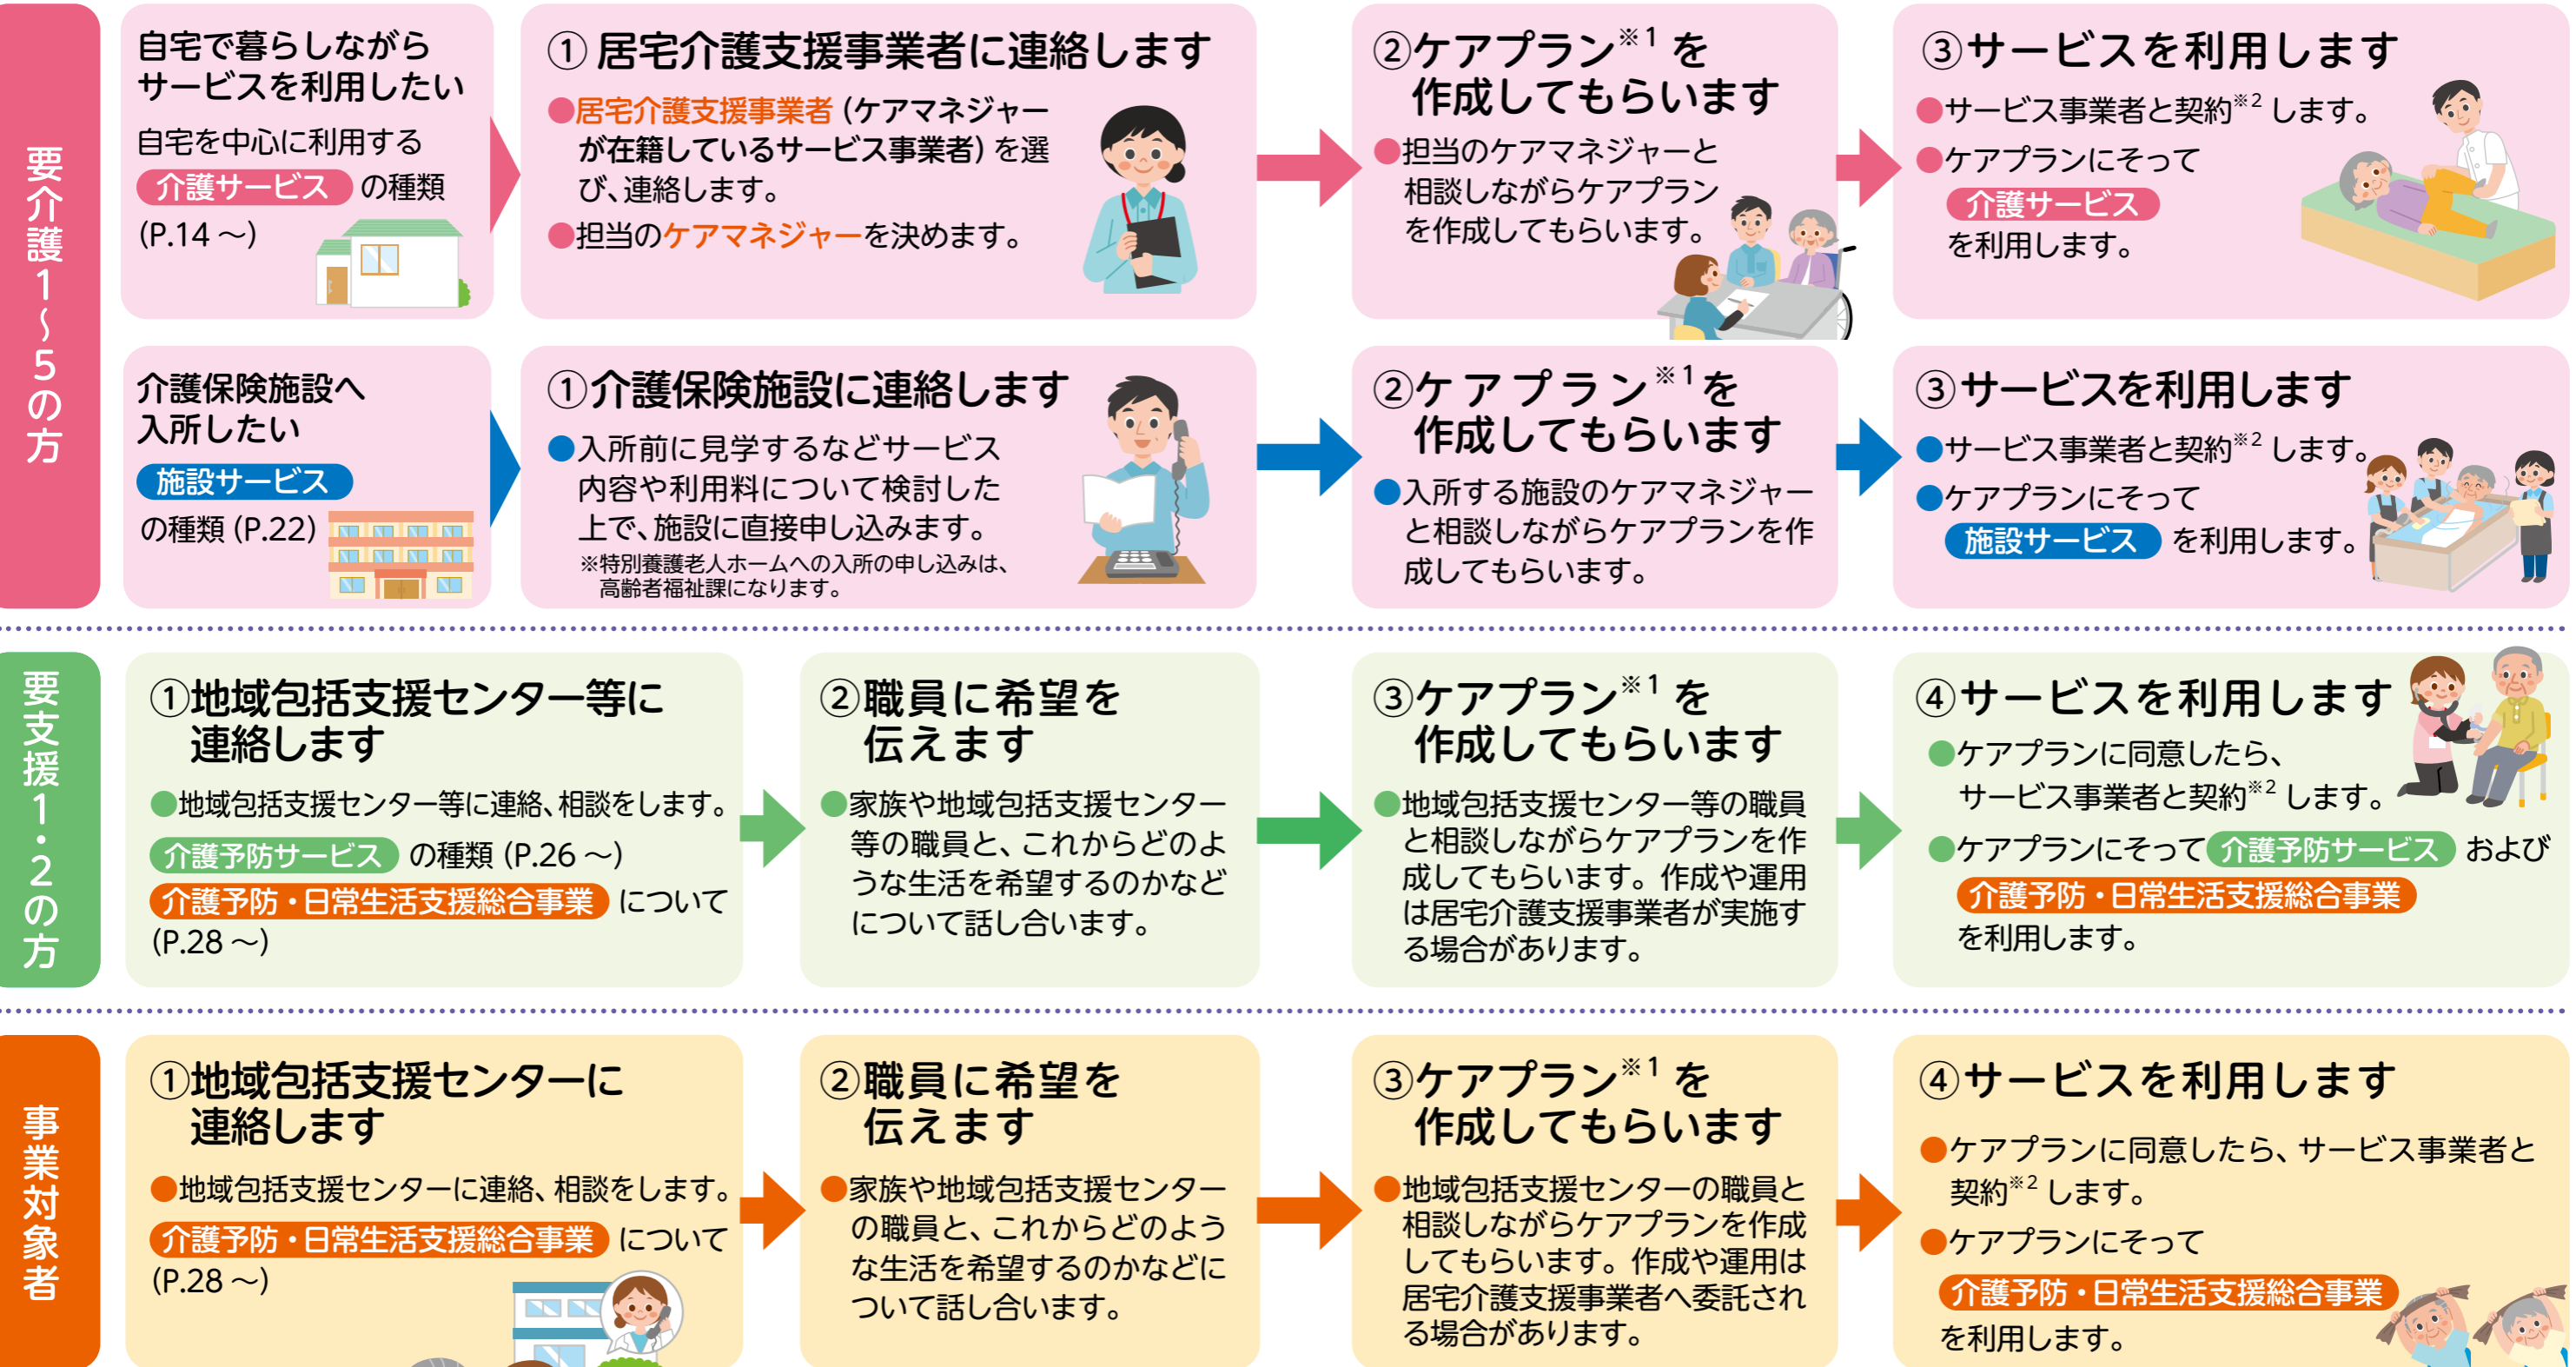 要介護1～5の方
自宅で暮らしながら
サービスを利用したい
自宅を中心に利用する
介護サービス の種類
(P.14 ～)
① 居宅介護支援事業者に連絡します
●居宅介護支援事業者 (ケアマネジャー
が在籍しているサービス事業者) を選
び、連絡します。
●担当のケアマネジャーを決めます。
②ケアプラン※1 を
作成してもらいます
●担当のケアマネジャーと
相談しながらケアプラン
を作成してもらいます。
③サービスを利用します
●サービス事業者と契約※2 します。
●ケアプランにそって
介護サービス
を利用します。
介護保険施設へ
入所したい
施設サービス
の種類 (P.22)
①介護保険施設に連絡します
●入所前に見学するなどサービス
内容や利用料について検討した
上で、施設に直接申し込みます。
※特別養護老人ホームへの入所の申し込みは、
高齢者福祉課になります。
②ケアプラン※1を
作成してもらいます
●入所する施設のケアマネジャー
と相談しながらケアプランを作
成してもらいます。
③サービスを利用します
●サービス事業者と契約※2 します。
●ケアプランにそって
施設サービス を利用します。
要支援1・2の方
①地域包括支援センター等に
連絡します
●地域包括支援センター等に連絡、相談をします。
介護予防サービス の種類 (P.26 ～)
介護予防・日常生活支援総合事業 について
(P.28 ～)
②職員に希望を
伝えます
●家族や地域包括支援センター
等の職員と、これからどのよ
うな生活を希望するのかなど
について話し合います。
③ケアプラン※1 を
作成してもらいます
●地域包括支援センター等の職員
と相談しながらケアプランを作
成してもらいます。作成や運用
は居宅介護支援事業者が実施す
る場合があります。
④サービスを利用します
●ケアプランに同意したら、
サービス事業者と契約※2 します。
●ケアプランにそって 介護予防サービス および
介護予防・日常生活支援総合事業
を利用します。
事業対象者
①地域包括支援センターに
連絡します
●地域包括支援センターに連絡、相談をします。
介護予防・日常生活支援総合事業 について
(P.28 ～)
②職員に希望を
伝えます
●家族や地域包括支援センター
の職員と、これからどのよう
な生活を希望するのかなどに
ついて話し合います。
③ケアプラン※1 を
作成してもらいます
●地域包括支援センターの職員と
相談しながらケアプランを作成
してもらいます。作成や運用は
居宅介護支援事業者へ委託され
る場合があります。
④サービスを利用します
●ケアプランに同意したら、サービス事業者と
契約※2 します。
●ケアプランにそって
介護予防・日常生活支援総合事業
を利用します。